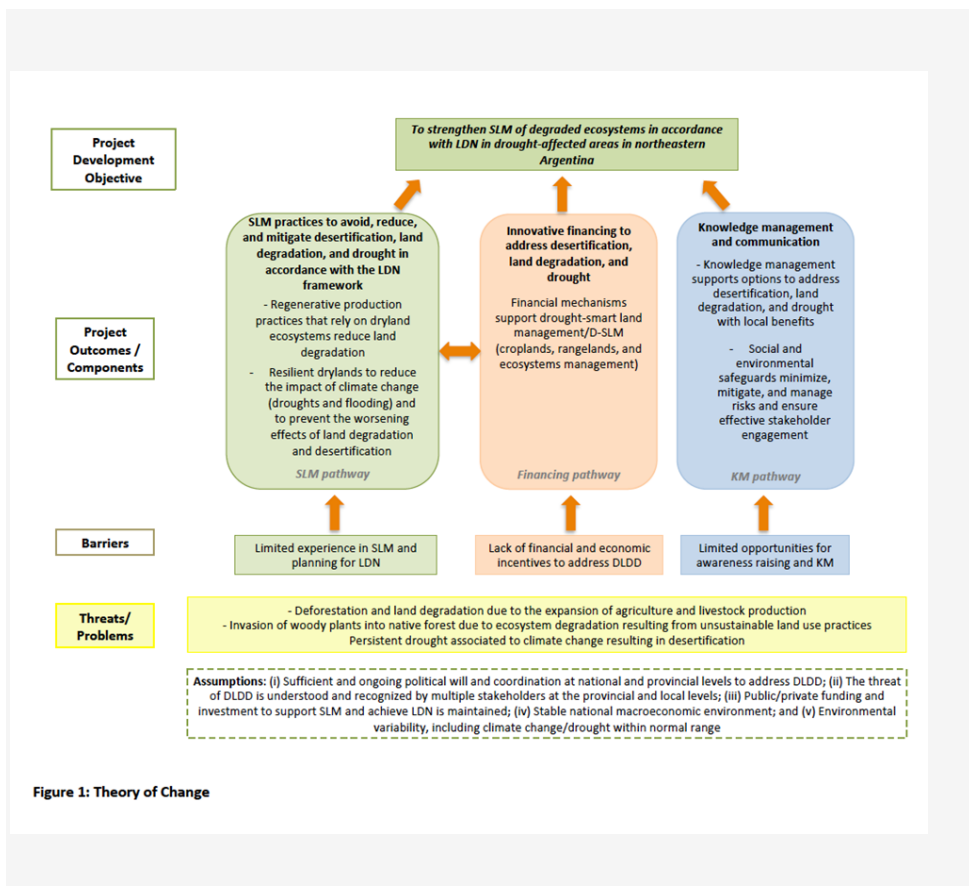 Project
Development
Objective
To strengthen SLM of degraded ecosystems in accordance
with LDN in drought-affected areas in northeastern
Argentina
Project
Outcomes /
Components
SLM practices to avoid, reduce,
and mitigate desertification, land
degradation, and drought in
accordance with the LDN
framework
- Regenerative production
practices that rely on dryland
ecosystems reduce land
degradation
- Resilient drylands to reduce
the impact of climate change
(droughts and flooding) and
to prevent the worsening
effects of land degradation
and desertification
SLM pathway
Innovative financing to
address desertification,
land degradation, and
drought
Financial mechanisms
support drought-smart land
management/D-SLM
(croplands, rangelands, and
ecosystems management)
Financing pathway
Knowledge management
and communication
- Knowledge management
supports options to address
desertification, land
degradation, and drought
with local benefits
- Social and
environmental
safeguards minimize,
mitigate, and manage
risks and ensure
effective stakeholder
engagement
KM pathway
Barriers
Limited experience in SLM and
planning for LDN
Lack of financial and economic
incentives to address DLDD
Limited opportunities for
awareness raising and KM
Threats/
Problems
- Deforestation and land degradation due to the expansion of agriculture and livestock production
- Invasion of woody plants into native forest due to ecosystem degradation resulting from unsustainable land use practices
Persistent drought associated to climate change resulting in desertification
Assumptions: (i) Sufficient and ongoing political will and coordination at national and provincial levels to address DLDD; (ii) The threat
of DLDD is understood and recognized by multiple stakeholders at the provincial and local levels; (iii) Public/private funding and
investment to support SLM and achieve LDN is maintained; (iv) Stable national macroeconomic environment; and (v) Environmental
variability, including climate change/drought within normal range
Figure 1: Theory of Change